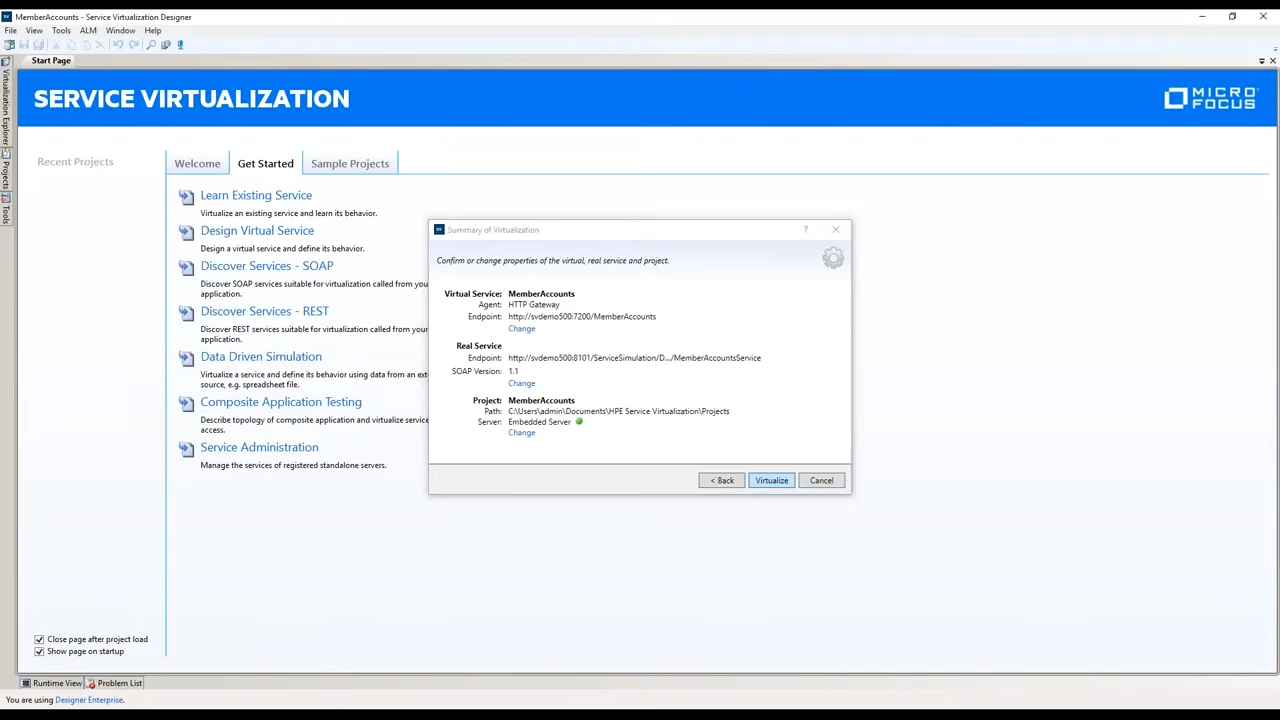 MemberAccounts - Service Virtualization Designer
File View Tools ALM Window Help
Start Page
Virtualization Explorer
Projects
Tools
SERVICE VIRTUALIZATION
MICRO
FOCUS
Recent Projects
Welcome Get Started Sample Projects
Learn Existing Service
Virtualize an existing service and learn its behavior.
Design Virtual Service
Design a virtual service and define its behavior.
Discover Services - SOAP
Discover SOAP services suitable for virtualization called from your
application.
Discover Services - REST
Discover REST services suitable for virtualization called from your
application.
Data Driven Simulation
Virtualize a service and define its behavior using data from an ext
source, e.g. spreadsheet file.
Composite Application Testing
Describe topology of composite application and virtualize service
access.
Service Administration
Manage the services of registered standalone servers.
Summary of Virtualization
Confirm or change properties of the virtual, real service and project.
Virtual Service: MemberAccounts
Agent: HTTP Gateway
Endpoint: http://svdemo500:7200/MemberAccounts
Change
Real Service
Endpoint: http://svdemo500:8101/ServiceSimulation/D.../MemberAccountsService
SOAP Version: 1.1
Change
Project: MemberAccounts
Path: C:\Users\admin\Documents\HPE Service Virtualization\Projects
Server: Embedded Server
Change
< Back Virtualize Cancel
Close page after project load
Show page on startup
Runtime View Problem List
You are using Designer Enterprise.